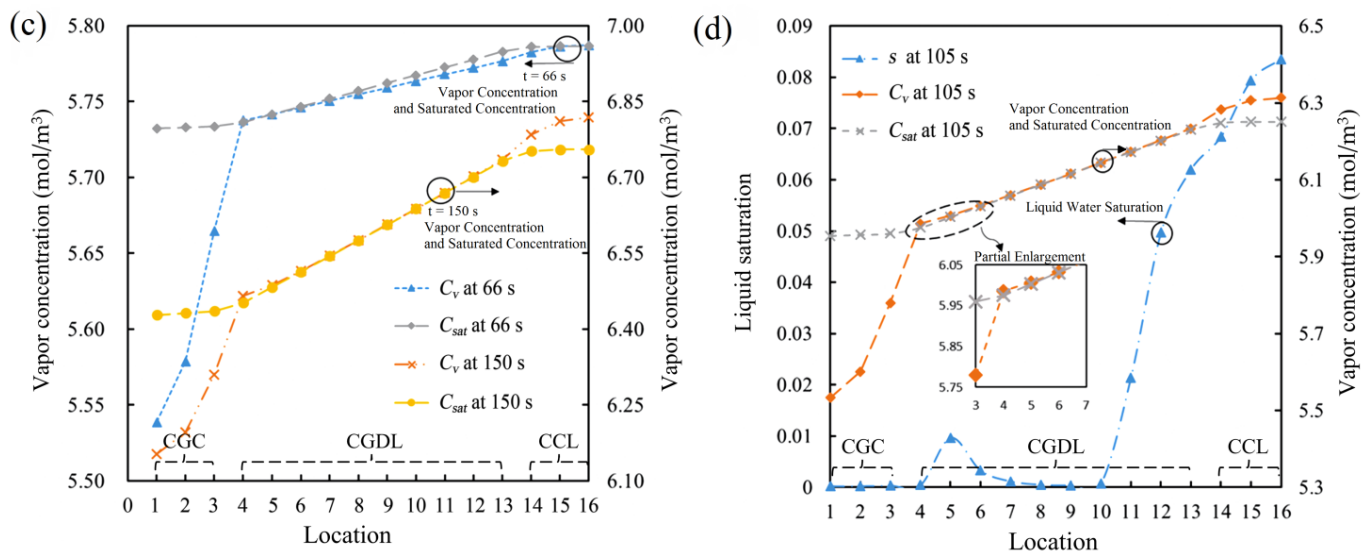 (c)
Vapor concentration (mol/m³)
5.80
5.75
5.70
5.65
5.60
5.55
5.50
7.00
6.85
6.70
6.55
6.40
6.25
6.10
Vapor concentration (mol/m³)
t = 66 s
Vapor Concentration
and Saturated Concentration
t = 150 s
Vapor Concentration
and Saturated Concentration
Cv at 66 s
Csat at 66 s
Cv at 150 s
Csat at 150 s
CGC
CGDL
CCL
0 1 2 3 4 5 6 7 8 9 10 11 12 13 14 15 16
Location
(d)
Liquid saturation
0.09
0.08
0.07
0.06
0.05
0.04
0.03
0.02
0.01
0
6.5
6.3
6.1
5.9
5.7
5.5
5.3
Vapor concentration (mol/m³)
s at 105 s
Cv at 105 s
Csat at 105 s
Vapor Concentration
and Saturated Concentration
Liquid Water Saturation
Partial Enlargement
6.05
5.95
5.85
5.75
3 4 5 6 7
CGC
CGDL
CCL
1 2 3 4 5 6 7 8 9 10 11 12 13 14 15 16
Location